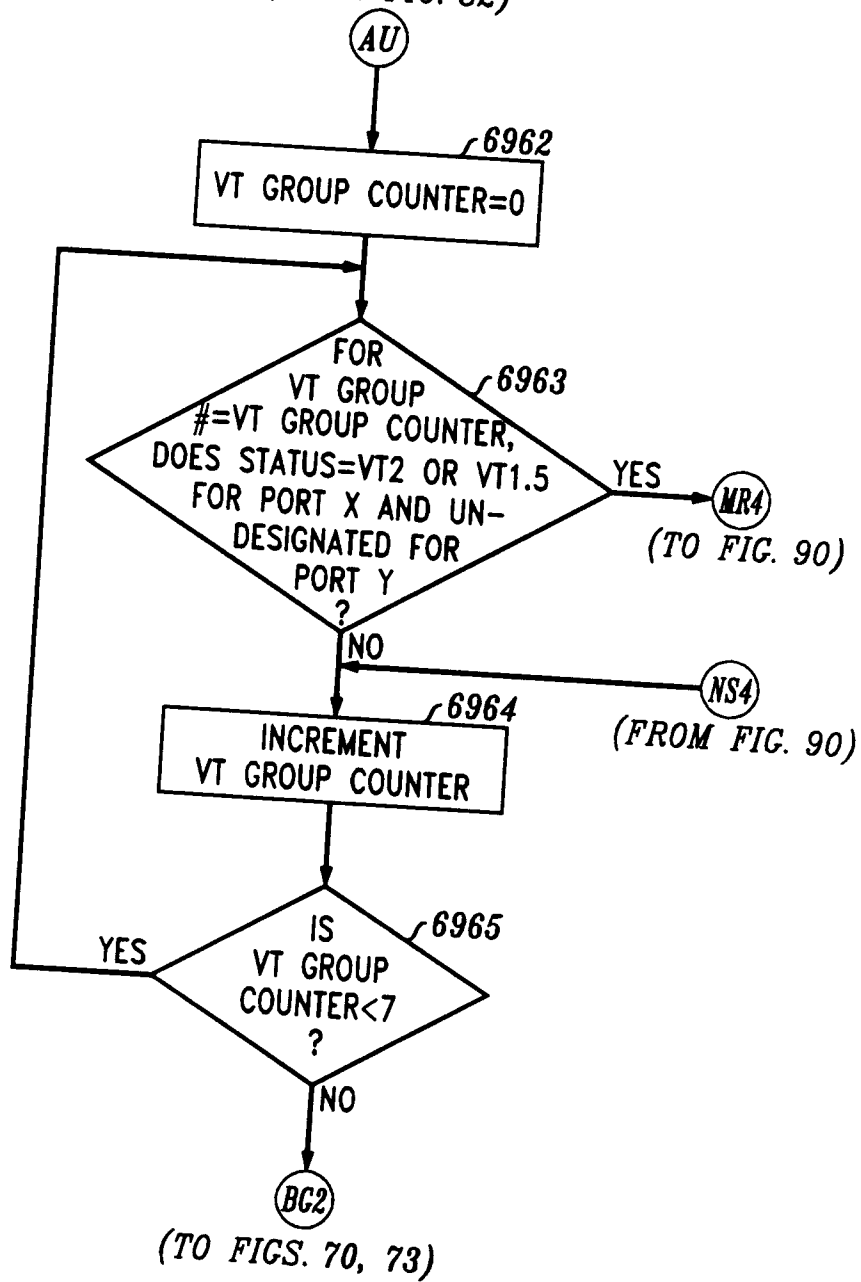 FIG. 82)
AU
6962
VT GROUP COUNTER=0
FOR
VT GROUP
#=VT GROUP COUNTER,
DOES STATUS=VT2 OR VT1.5
FOR PORT X AND UN-
DESIGNATED FOR
PORT Y
?
6963
YES
MR4
(TO FIG. 90)
NO
NS4
(FROM FIG. 90)
6964
INCREMENT
VT GROUP COUNTER
IS
VT GROUP
COUNTER<7
?
6965
YES
NO
BG2
(TO FIGS. 70, 73)